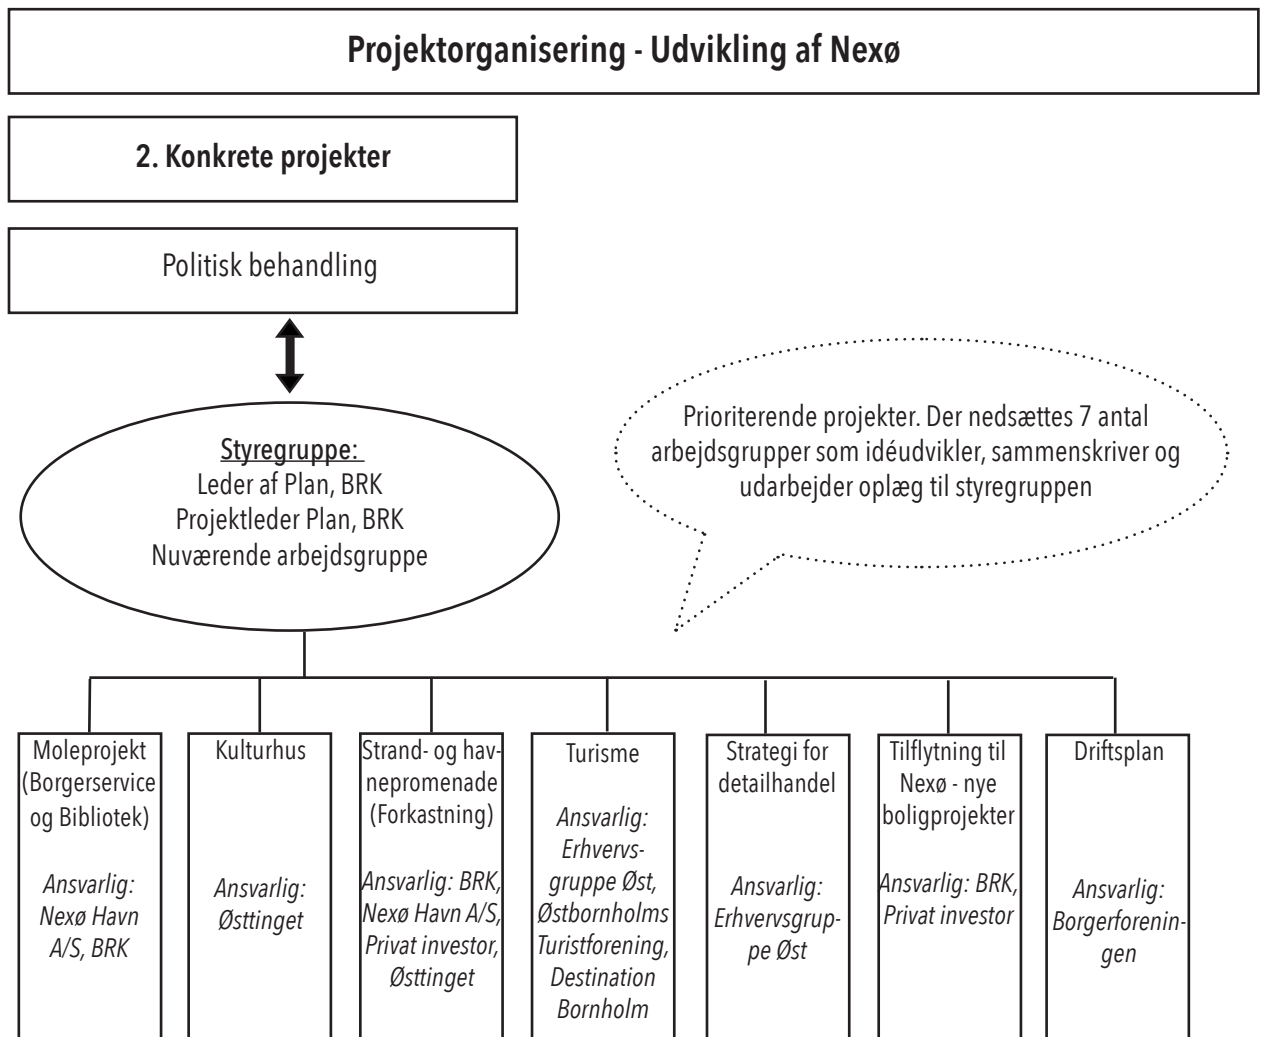 Projektorganisering - Udvikling af Nexø
2. Konkrete projekter
Politisk behandling
Styregruppe:
Leder af Plan, BRK
Projektleder Plan, BRK
Nuværende arbejdsgruppe
Prioriterende projekter. Der nedsættes 7 antal
arbejdsgrupper som idéudvikler, sammenskriver og
udarbejder oplæg til styregruppen
Moleprojekt
(Borgerservice
og Bibliotek)
Ansvarlig:
Nexø Havn
A/S, BRK
Kulturhus
Ansvarlig:
Østtinget
Strand- og hav-
nepromenade
(Forkastning)
Ansvarlig: BRK,
Nexø Havn A/S,
Privat investor,
Østtinget
Turisme
Ansvarlig:
Erhvervs-
gruppe Øst,
Østbornholms
Turistforening,
Destination
Bornholm
Strategi for
detailhandel
Ansvarlig:
Erhvervsgrup-
pe Øst
Tilflytning til
Nexø - nye
boligprojekter
Ansvarlig: BRK,
Privat investor
Driftsplan
Ansvarlig:
Borgerforenin-
gen